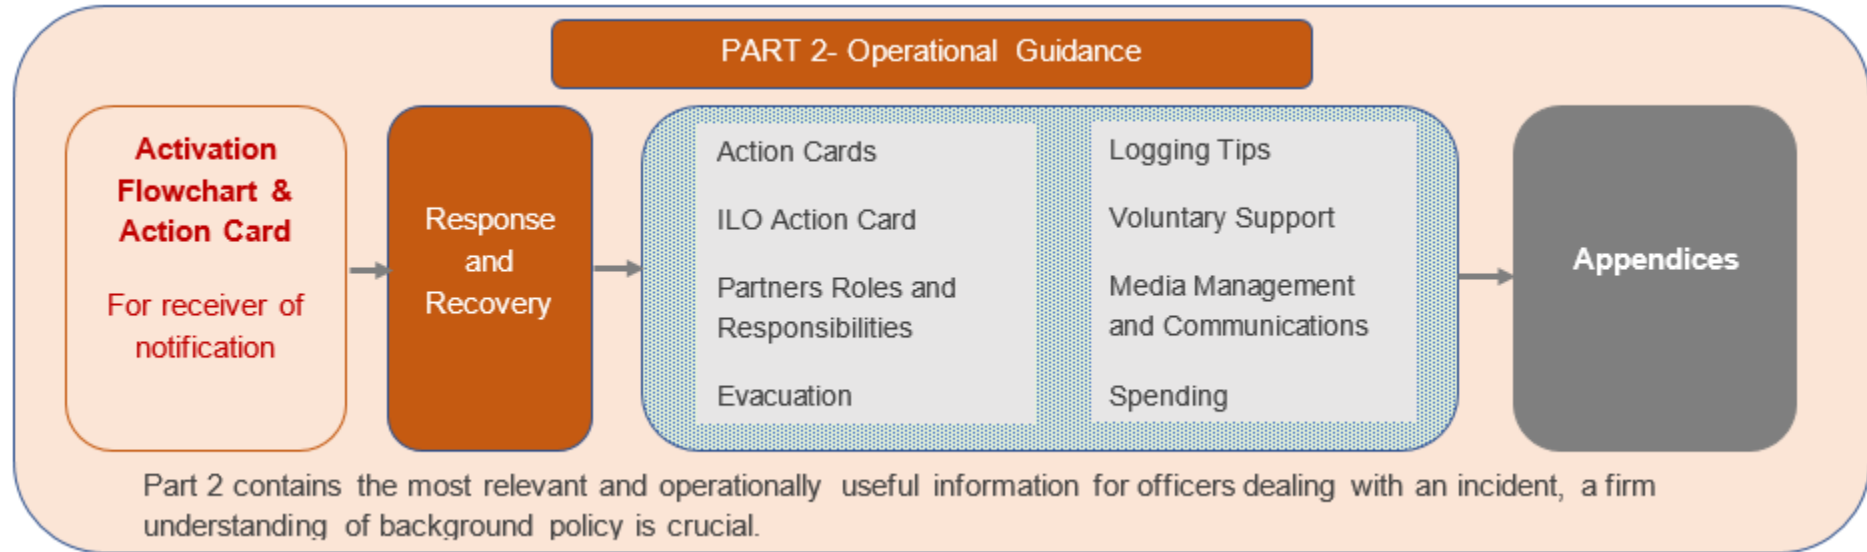 PART 2- Operational Guidance
Activation
Flowchart &
Action Card
For receiver of
notification
Response
and
Recovery
Action Cards
ILO Action Card
Partners Roles and
Responsibilities
Evacuation
Logging Tips
Voluntary Support
Media Management
and Communications
Spending
Appendices
Part 2 contains the most relevant and operationally useful information for officers dealing with an incident, a firm
understanding of background policy is crucial.